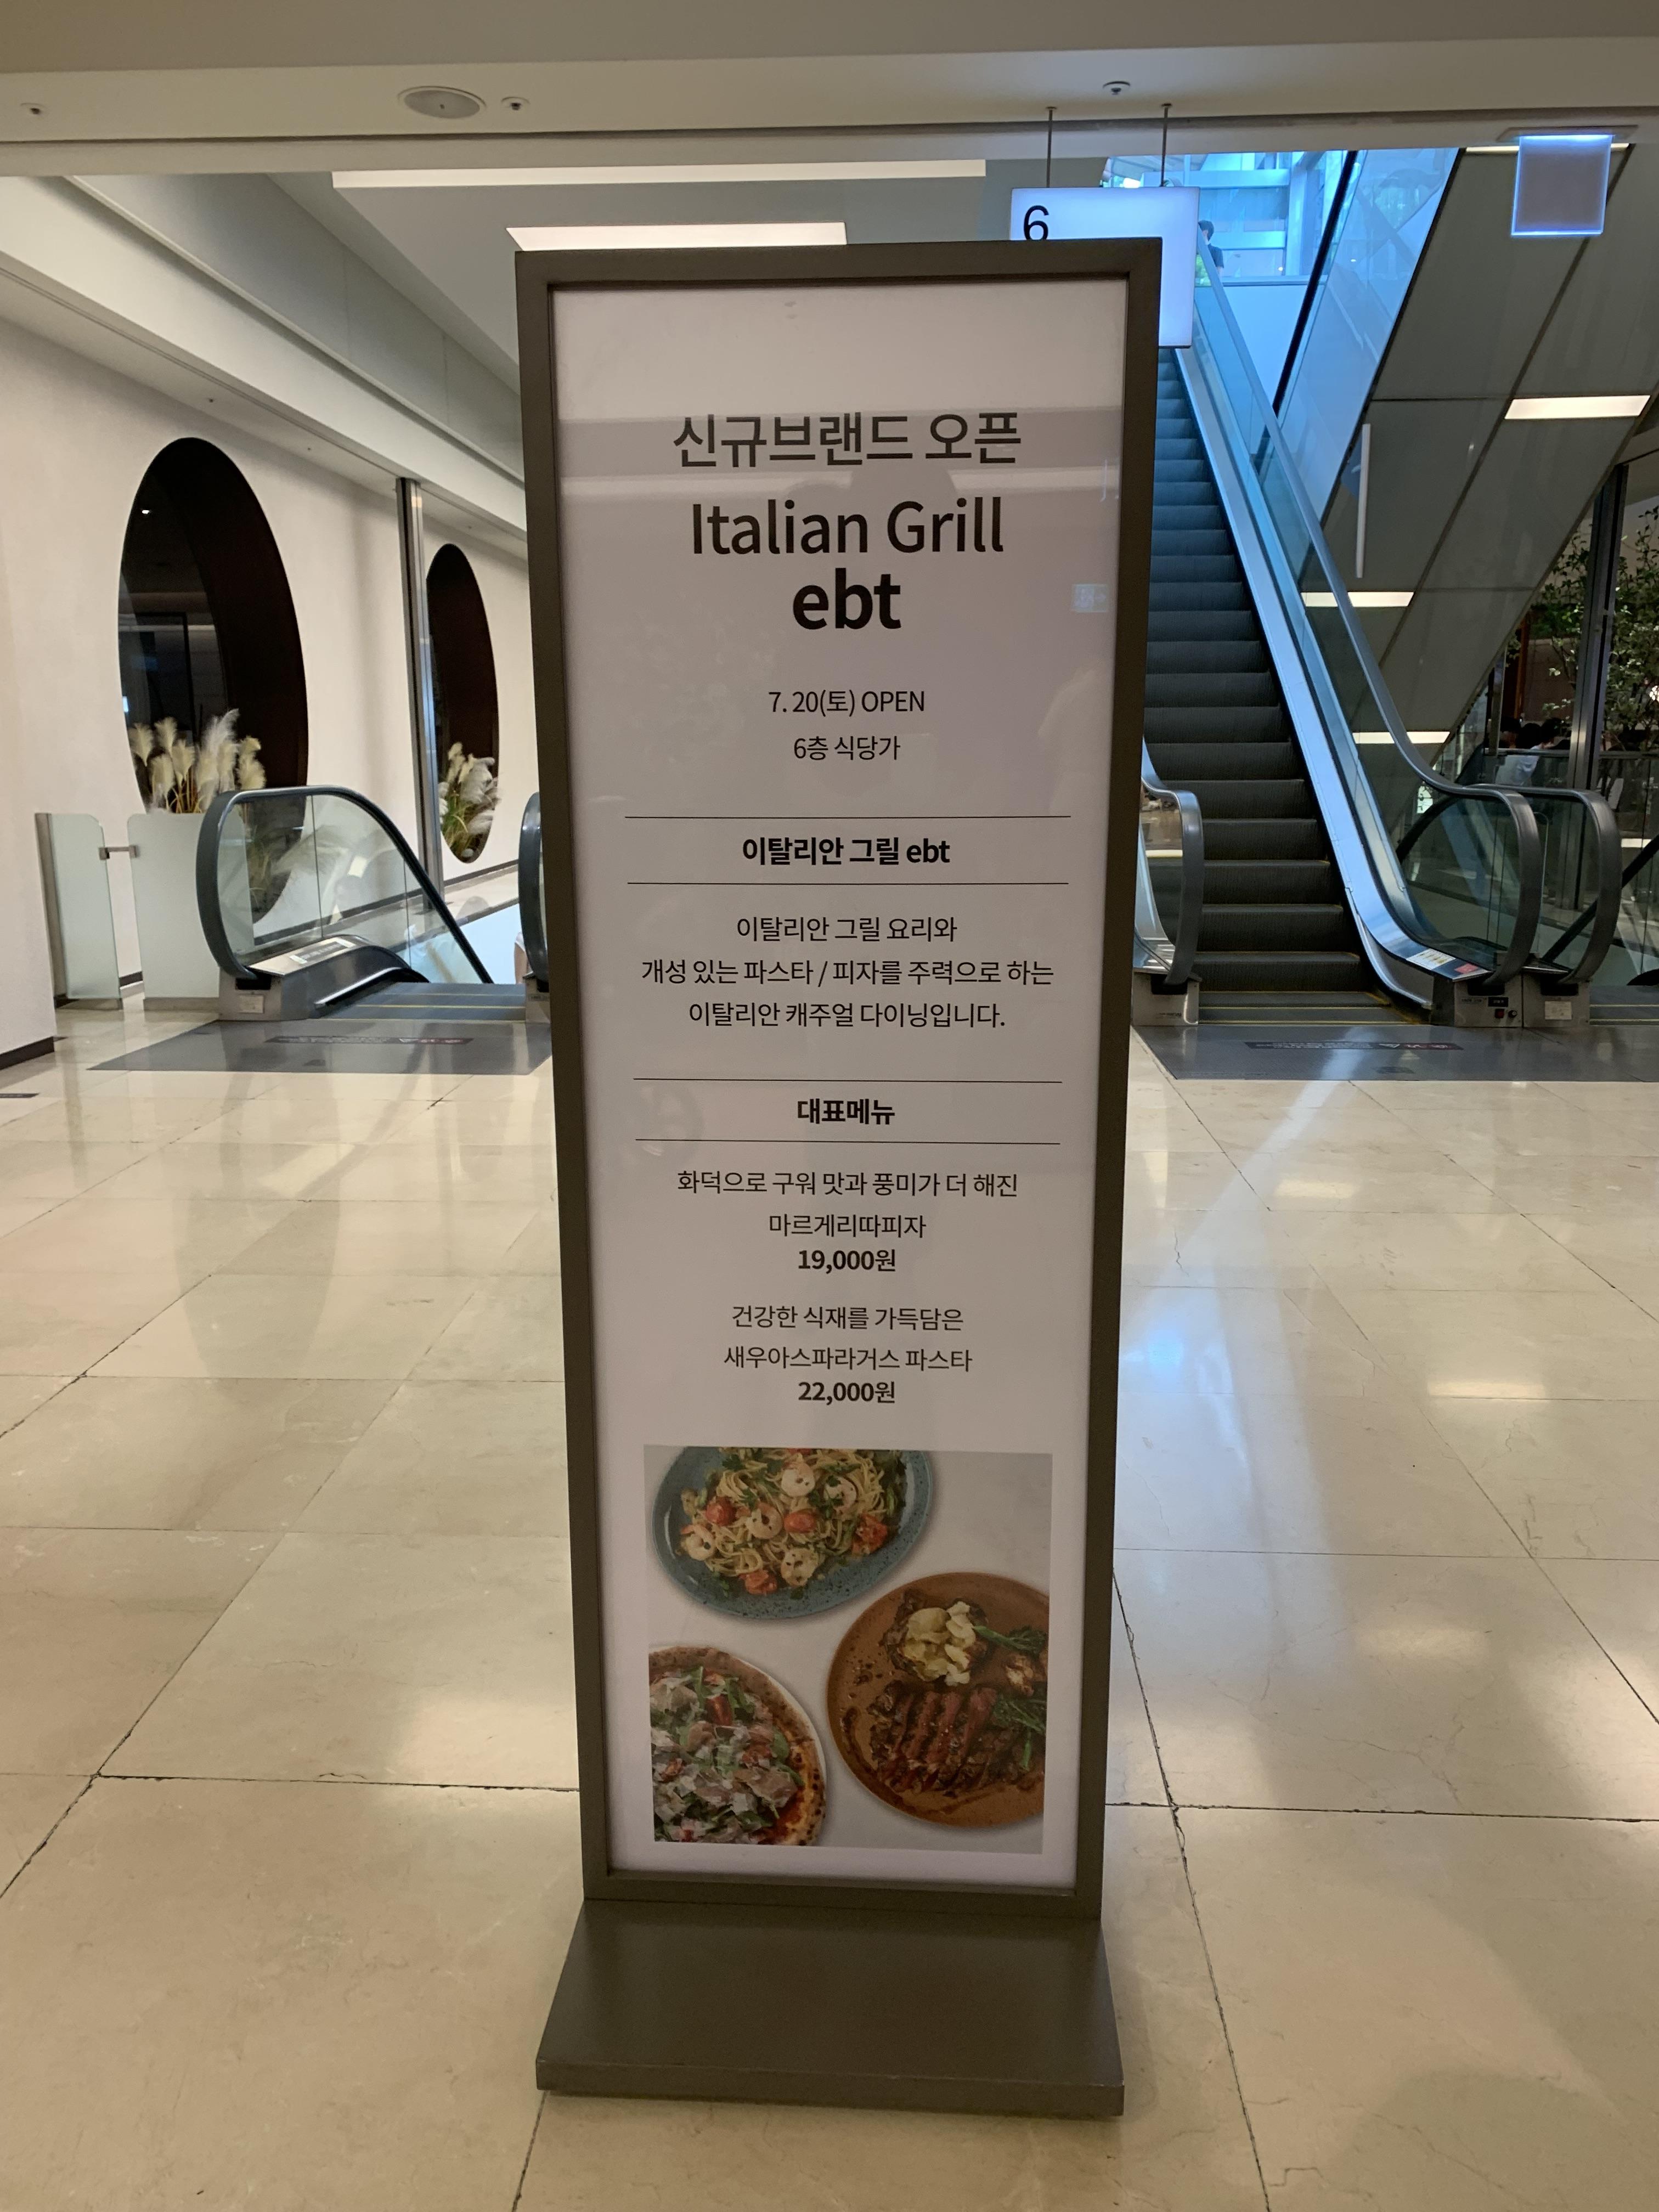 6
신규브랜드 오픈
Italian Grill
ebt
7. 20(토) OPEN
6층 식당가
이탈리안 그릴 ebt
이탈리안 그릴 요리와
개성 있는 파스타 / 피자를 주력으로 하는
이탈리안 캐주얼 다이닝입니다.
대표메뉴
화덕으로 구워 맛과 풍미가 더 해진
마르게리따피자
19,000원
건강한 식재를 가득담은
새우아스파라거스 파스타
22,000원